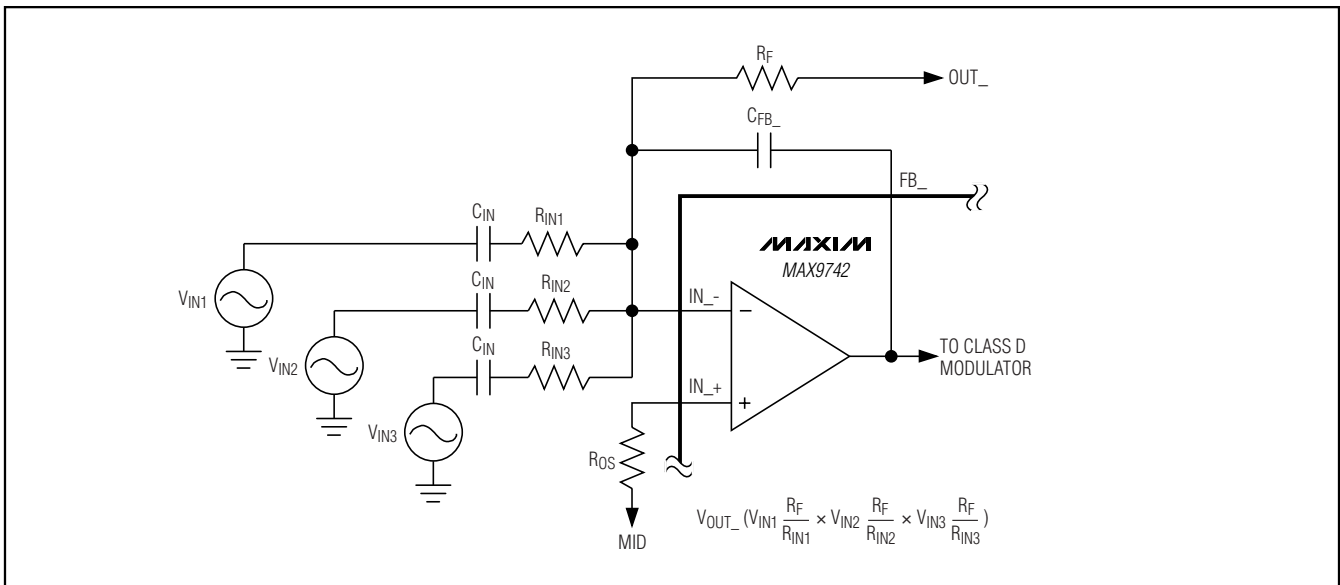 RF
OUT_
CFB_
FB_
CIN
RIN1
MAXIM
MAX9742
VIN1
CIN
RIN2
IN_-
−
VIN2
CIN
RIN3
TO CLASS D
MODULATOR
IN_+
+
VIN3
ROS
MID
VOUT_ (VIN1 RF/RIN1 × VIN2 RF/RIN2 × VIN3 RF/RIN3 )